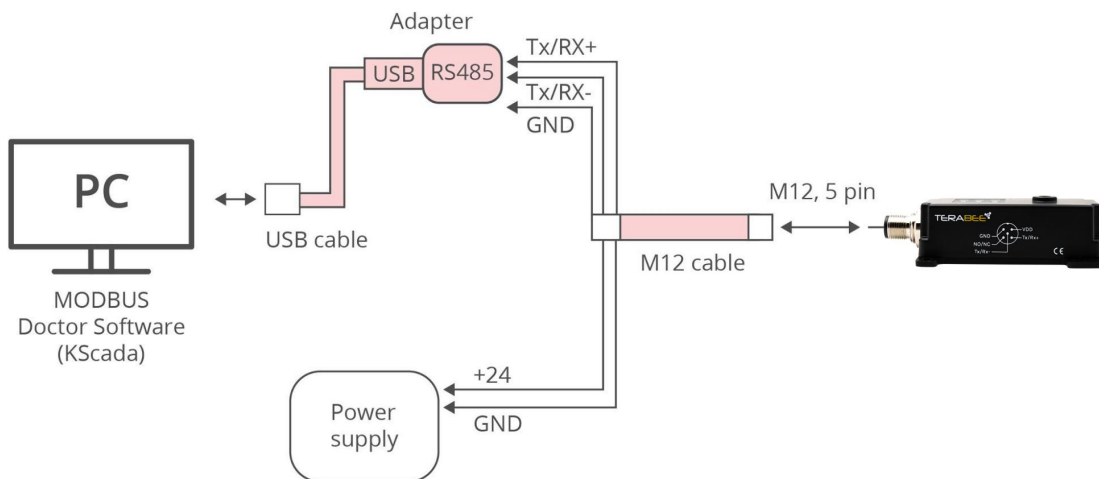 Adapter
USB
RS485
Tx/RX+
Tx/RX-
GND
PC
USB cable
MODBUS
Doctor Software
(KScada)
M12, 5 pin
M12 cable
TERABEE
GND
VDD
NO/NC
Tx/Rx+
Tx/Rx-
CE
+24
GND
Power
supply